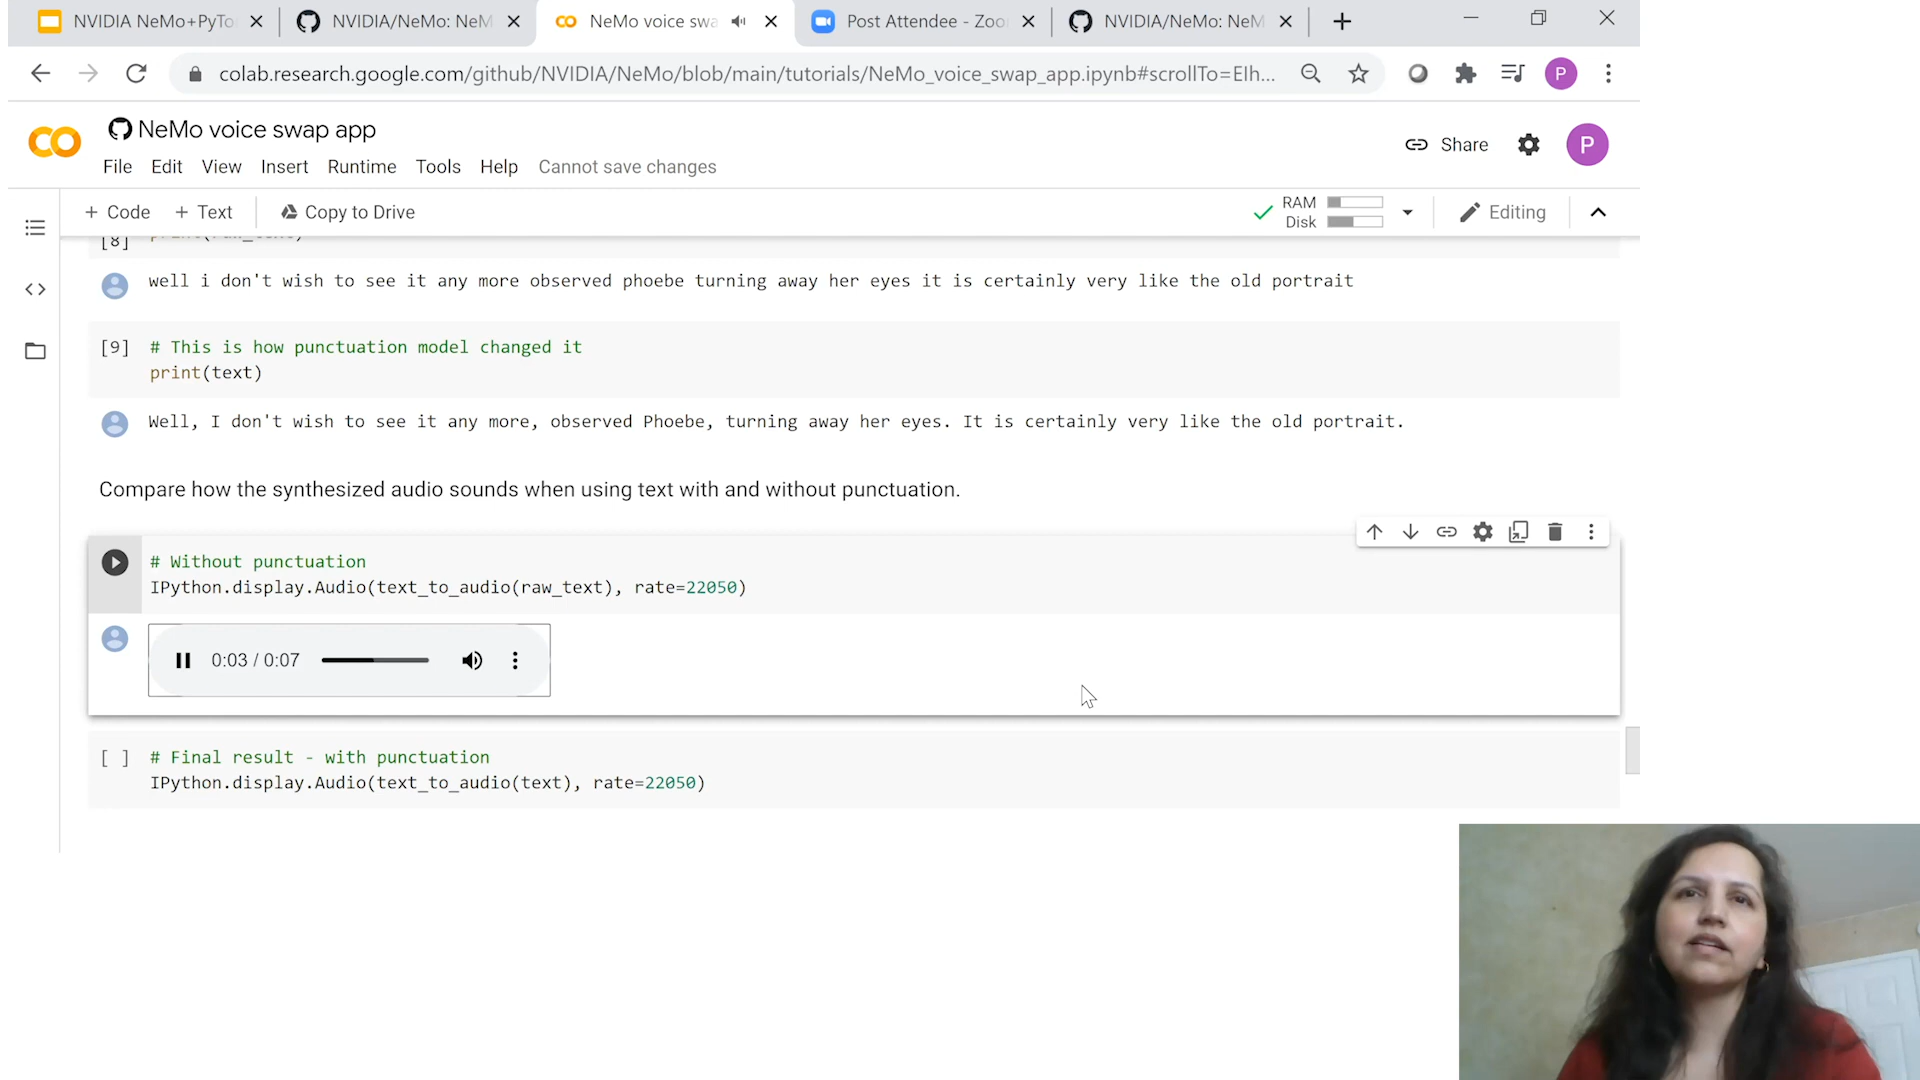 NVIDIA NeMo+PyTo
NVIDIA/NeMo: NeM
NeMo voice swa
Post Attendee - Zoo
NVIDIA/NeMo: NeM
colab.research.google.com/github/NVIDIA/NeMo/blob/main/tutorials/NeMo_voice_swap_app.ipynb#scrollTo=EIh...
P
NeMo voice swap app
Share
P
File Edit View Insert Runtime Tools Help Cannot save changes
+ Code + Text Copy to Drive
RAM
Disk
Editing
[8] print(raw_text)
well i don't wish to see it any more observed phoebe turning away her eyes it is certainly very like the old portrait
[9] # This is how punctuation model changed it
print(text)
Well, I don't wish to see it any more, observed Phoebe, turning away her eyes. It is certainly very like the old portrait.
Compare how the synthesized audio sounds when using text with and without punctuation.
# Without punctuation
IPython.display.Audio(text_to_audio(raw_text), rate=22050)
0:03 / 0:07
[ ] # Final result - with punctuation
IPython.display.Audio(text_to_audio(text), rate=22050)